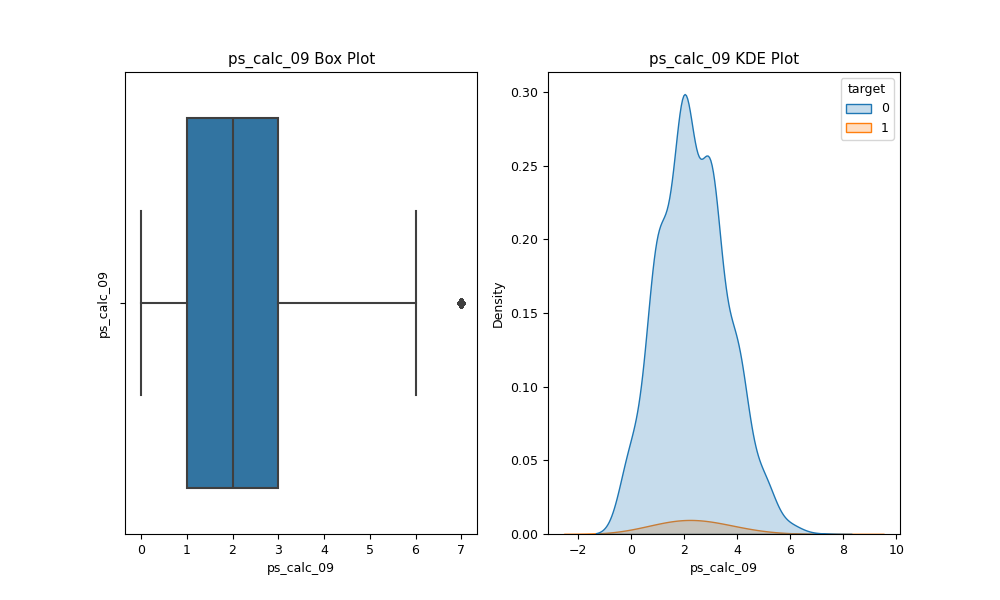 ps_calc_09 Box Plot
ps_calc_09
0 1 2 3 4 5 6 7
ps_calc_09
ps_calc_09 KDE Plot
target
0
1
Density
0.30
0.25
0.20
0.15
0.10
0.05
0.00
−2 0 2 4 6 8 10
ps_calc_09